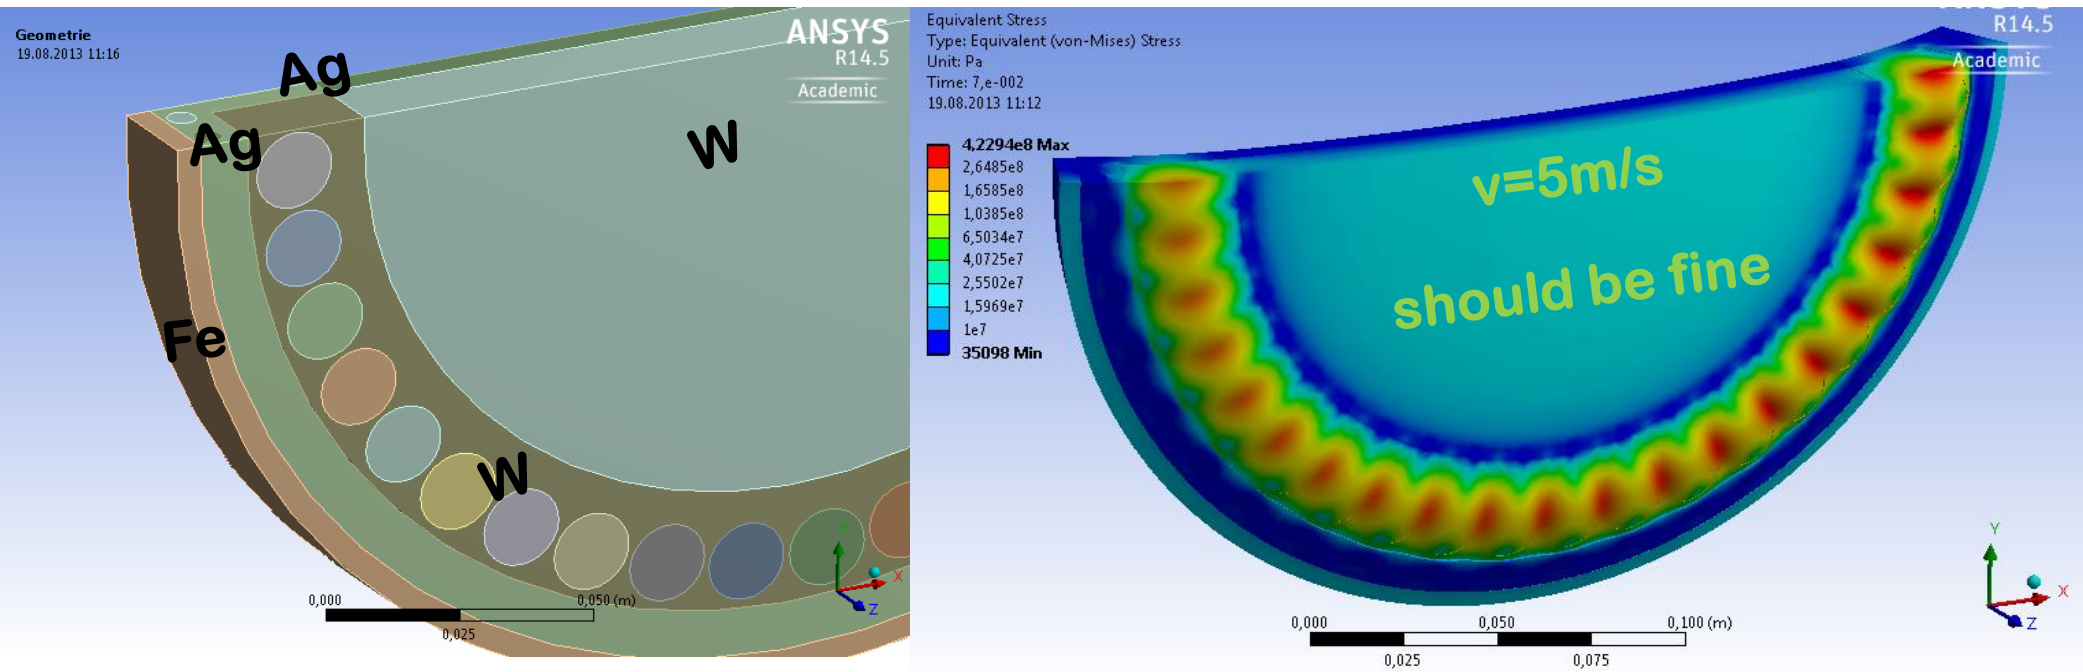 Geometrie
19.08.2013 11:16
ANSYS
R14.5
Academic
Ag
Ag
W
Fe
W
Y
X
Z
0,000
0,050 (m)
0,025
Equivalent Stress
Type: Equivalent (von-Mises) Stress
Unit: Pa
Time: 7,e-002
19.08.2013 11:12
R14.5
Academic
4,2294e8 Max
2,6485e8
1,6585e8
1,0385e8
6,5034e7
4,0725e7
2,5502e7
1,5969e7
1e7
35098 Min
v=5m/s
should be fine
Y
X
Z
0,000
0,050
0,100 (m)
0,025
0,075